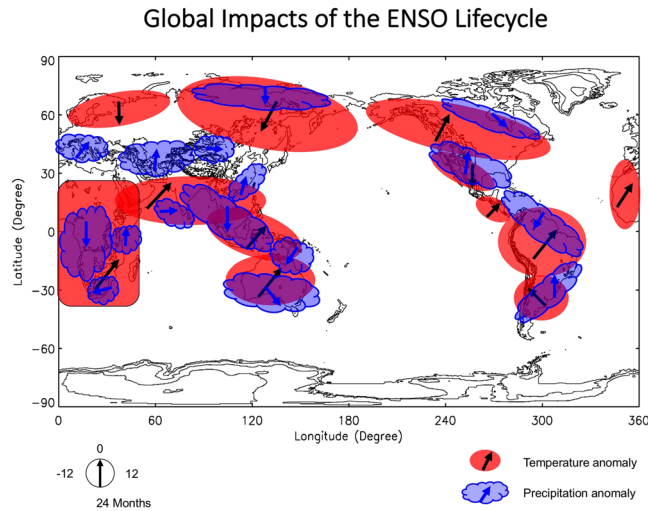 Global Impacts of the ENSO Lifecycle
90
60
30
0
−30
−60
−90
Latitude (Degree)
0 60 120 180 240 300 360
Longitude (Degree)
0
-12 12
24 Months
Temperature anomaly
Precipitation anomaly